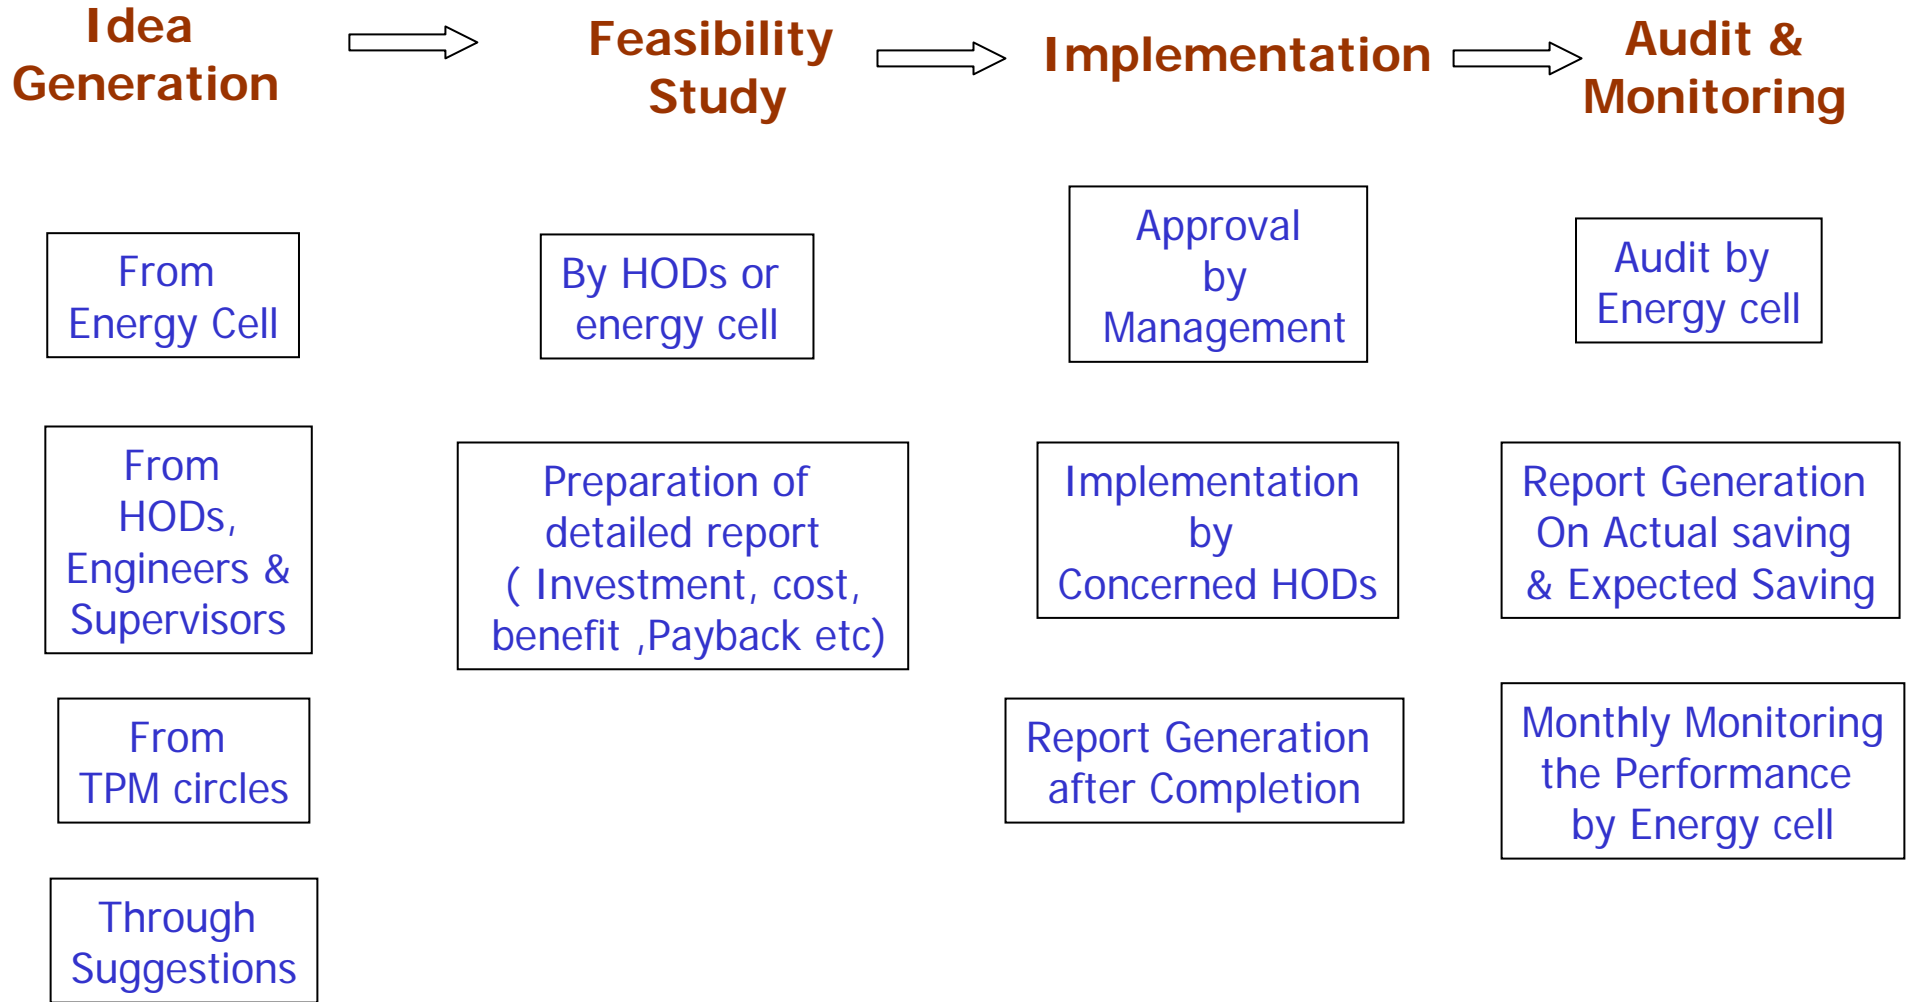 Idea
Generation
Feasibility
Study
Implementation
Audit &
Monitoring
From
Energy Cell
From
HODs,
Engineers &
Supervisors
From
TPM circles
Through
Suggestions
By HODs or
energy cell
Preparation of
detailed report
( Investment, cost,
benefit ,Payback etc)
Approval
by
Management
Implementation
by
Concerned HODs
Report Generation
after Completion
Audit by
Energy cell
Report Generation
On Actual saving
& Expected Saving
Monthly Monitoring
the Performance
by Energy cell